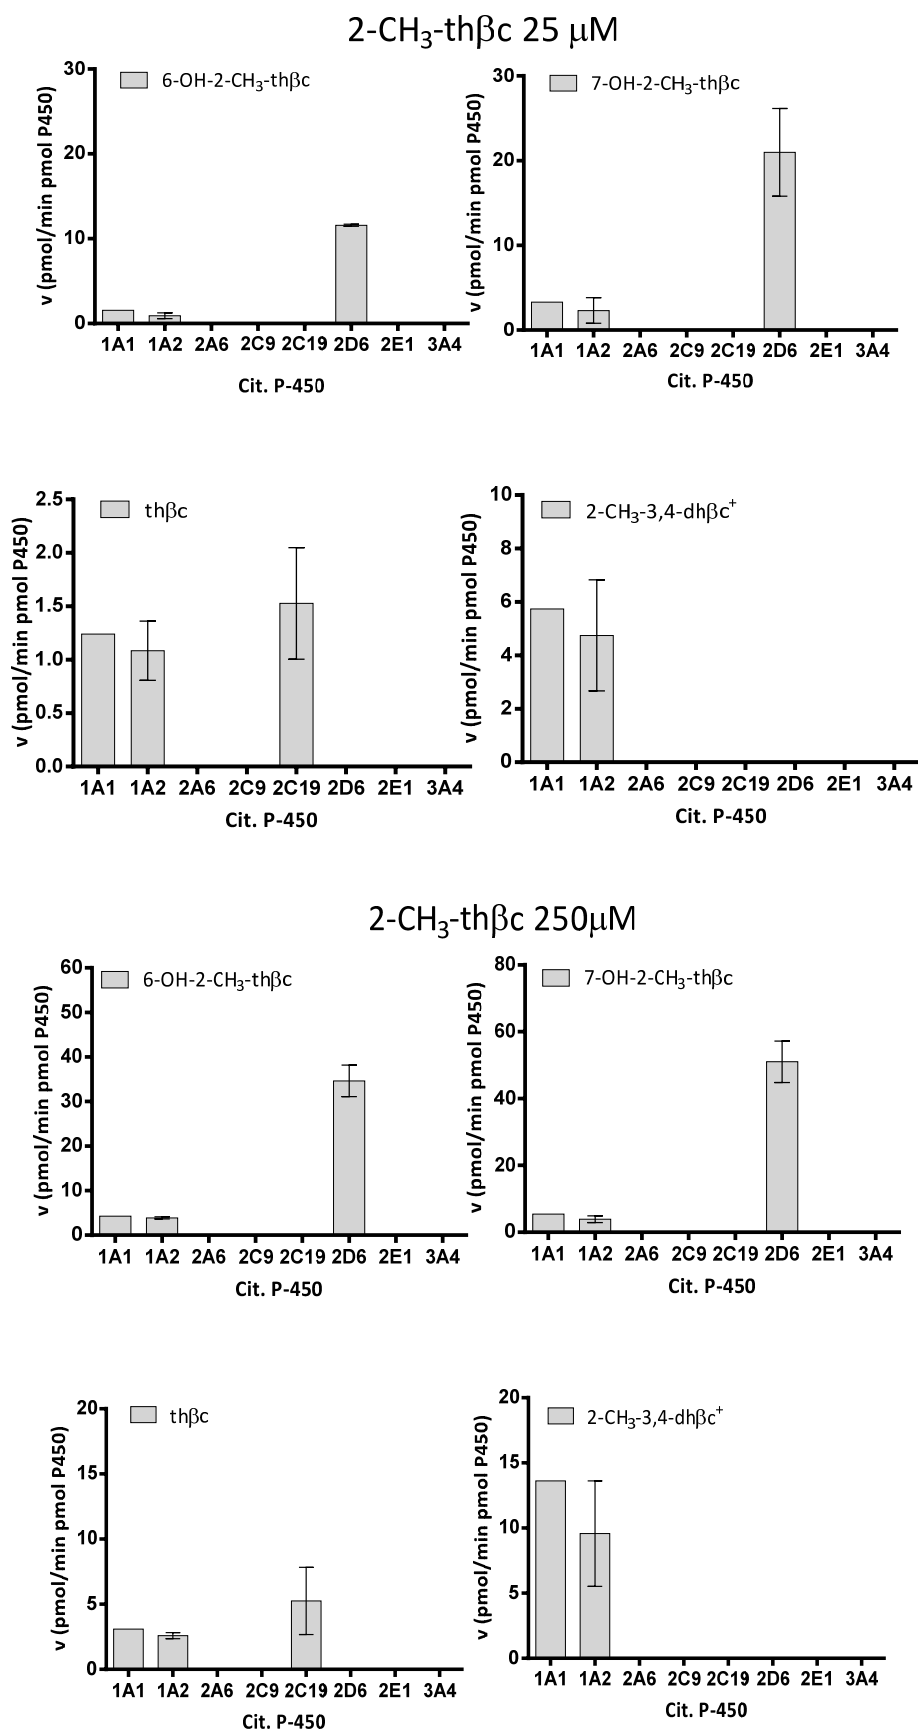 2-CH₃-thβc 25 μM
6-OH-2-CH₃-thβc
v (pmol/min pmol P450)
30
20
10
0
1A1 1A2 2A6 2C9 2C19 2D6 2E1 3A4
Cit. P-450
7-OH-2-CH₃-thβc
v (pmol/min pmol P450)
30
20
10
0
1A1 1A2 2A6 2C9 2C19 2D6 2E1 3A4
Cit. P-450
thβc
v (pmol/min pmol P450)
2.5
2.0
1.5
1.0
0.5
0.0
1A1 1A2 2A6 2C9 2C19 2D6 2E1 3A4
Cit. P-450
2-CH₃-3,4-dhβc⁺
v (pmol/min pmol P450)
10
8
6
4
2
0
1A1 1A2 2A6 2C9 2C19 2D6 2E1 3A4
Cit. P-450
2-CH₃-thβc 250μM
6-OH-2-CH₃-thβc
v (pmol/min pmol P450)
60
50
40
30
20
10
0
1A1 1A2 2A6 2C9 2C19 2D6 2E1 3A4
Cit. P-450
7-OH-2-CH₃-thβc
v (pmol/min pmol P450)
80
60
40
20
0
1A1 1A2 2A6 2C9 2C19 2D6 2E1 3A4
Cit. P-450
thβc
v (pmol/min pmol P450)
20
15
10
5
0
1A1 1A2 2A6 2C9 2C19 2D6 2E1 3A4
Cit. P-450
2-CH₃-3,4-dhβc⁺
v (pmol/min pmol P450)
20
15
10
5
0
1A1 1A2 2A6 2C9 2C19 2D6 2E1 3A4
Cit. P-450